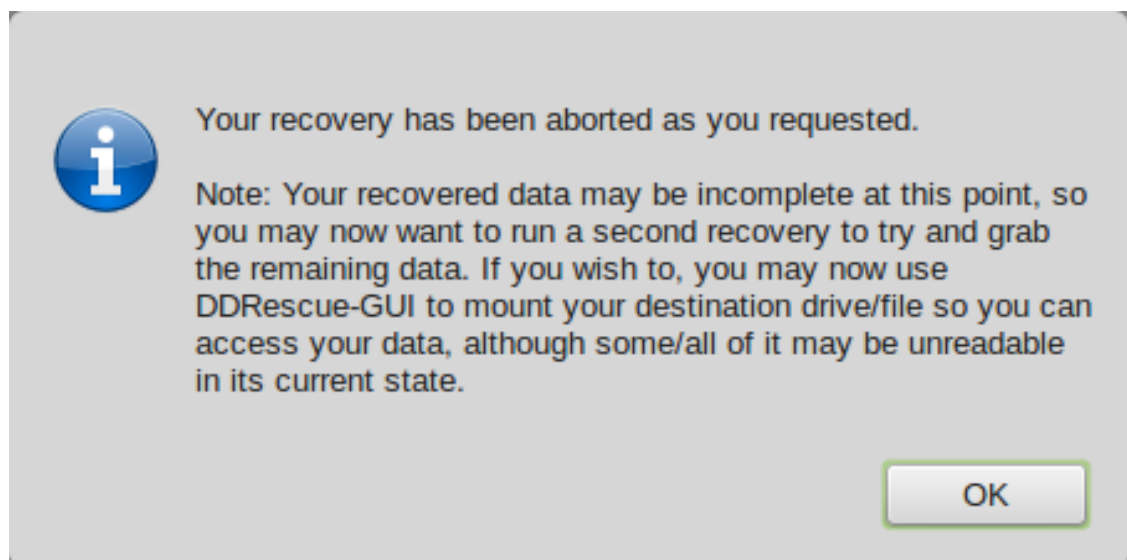 Your recovery has been aborted as you requested.
Note: Your recovered data may be incomplete at this point, so
you may now want to run a second recovery to try and grab
the remaining data. If you wish to, you may now use
DDRescue-GUI to mount your destination drive/file so you can
access your data, although some/all of it may be unreadable
in its current state.
OK